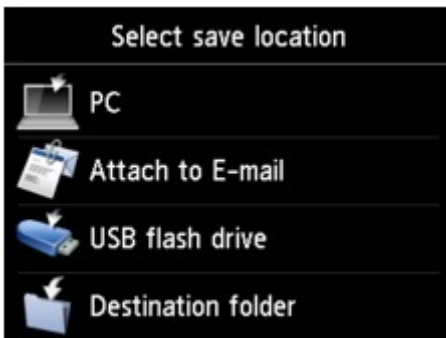 Select save location
PC
Attach to E-mail
USB flash drive
Destination folder